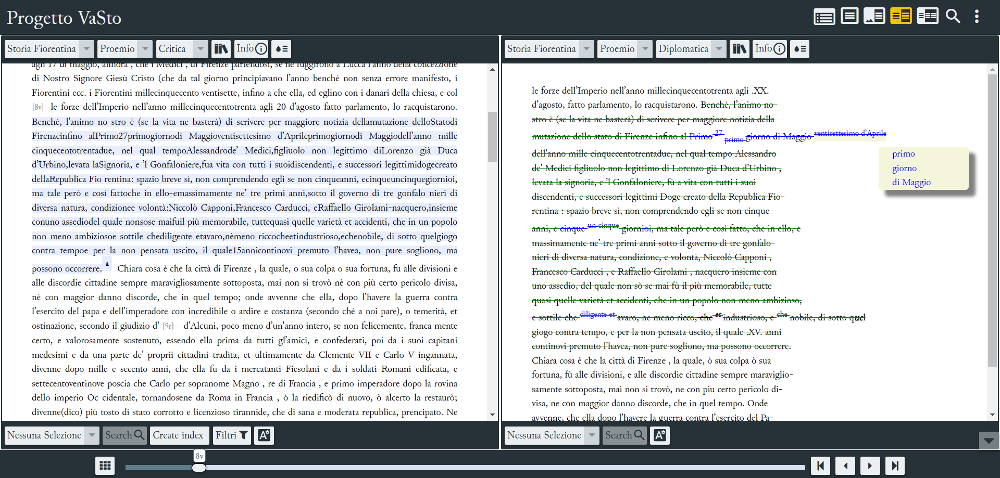 Progetto VaSto
Storia Fiorentina Proemio Critica Info
agli 17 di maggio, allhora , che i Medici , di Firenze partendosi, se ne fuggirono a Lucca l'anno della concezzione
di Nostro Signore Giesù Cristo (che da tal giorno principiavano l'anno benché non senza errore manifesto, i
Fiorentini ecc. i Fiorentini millecinquecento ventisette, infino a che ella, ed eglino con i danari della chiesa, e col
[8v] le forze dell'Imperio nell'anno millecinquecentotrenta agli 20 d'agosto fatto parlamento, lo racquistarono.
Benché, l'animo no stro è (se la vita ne basterà) di scrivere per maggiore notizia dellamutazione delloStatodi
Firenzeinfino alPrimo27primogiornodi Maggioventisettesimo d'Aprileprimogiornodi Maggiodell'anno mille
cinquecentotrentadue, nel qual tempoAlessandrode' Medici,figliuolo non legittimo diLorenzo già Duca
d'Urbino,levata laSignoria, e 'l Gonfaloniere,fua vita con tutti i suoidiscendenti, e successori legittimidogecreato
dellaRepublica Fio rentina: spazio breve sì, non comprendendo egli se non cinqueanni, ecinqueuncinquegiornioi,
ma tale però e così fattoche in ello-emassimamente ne' tre primi anni,sotto il governo di tre gonfalo nieri di
diversa natura, condizionee volontà:Niccolò Capponi,Francesco Carducci, eRaffaello Girolami-nacquero,insieme
conuno assediodel quale nonsose maifuil più memorabile, tuttequasi quelle varietà et accidenti, che in un popolo
non meno ambiziosoe sottile chediligente etavaro,nèmeno riccocheetindustrioso,echenobile, di sotto quelgiogo
contra tempoe per la non pensata uscito, il quale15annicontinovi premuto l'havea, non pure sogliono, ma
possono occorrere. a Chiara cosa è che la città di Firenze , la quale, o sua colpa o sua fortuna, fu alle divisioni e
alle discordie cittadine sempre maravigliosamente sottoposta, mai non si trovò nè con più certo pericolo divisa,
nè con maggior danno discorde, che in quel tempo; onde avvenne che ella, dopo l'havere la guerra contra
l'esercito del papa e dell'imperadore con incredibile o ardire e costanza (secondo ché a noi pare), o temerità, et
ostinazione, secondo il giudizio d' [9r] d'Alcuni, poco meno d'un'anno intero, se non felicemente, franca mente
certo, e valorosamente sostenuto, essendo ella prima da tutti gl'amici, e confederati, poi da i suoi capitani
medesimi e da una parte de' proprii cittadini tradita, et ultimamente da Clemente VII e Carlo V ingannata,
divenne dopo mille e secento anni, che ella fu da i mercatanti Fiesolani e da i soldati Romani edificata, e
settecentoventinove poscia che Carlo per sopranome Magno , re di Francia , e primo imperadore dopo la rovina
dello imperio Oc cidentale, tornandosene da Roma in Francia , ò la riedificò di nuovo, ò alcerto la restaurò;
divenne(dico) più tosto di stato corrotto e licenzioso tirannide, che di sana e moderata republica, prencipato. Ne
Nessuna Selezione Search Create index Filtri A
Storia Fiorentina Proemio Diplomatica Info
le forze dell'Imperio nell'anno millecinquecentotrenta agli .XX.
d'agosto, fatto parlamento, lo racquistarono. Benché, l'animo no-
stro è (se la vita ne basterà) di scrivere per maggiore notizia della
mutazione dello stato di Firenze infino al Primo 27 primo giorno di Maggio ventisettesimo d'Aprile
primo
giorno
di Maggio
dell'anno mille cinquecentotrentadue, nel qual tempo Alessandro
de' Medici figliuolo non legittimo di Lorenzo già Duca d'Urbino ,
levata la signoria, e 'l Gonfaloniere, fù a vita con tutti i suoi
discendenti, e successori legittimi Doge creato della Republica Fio-
rentina : spazio breve sì, non comprendendo egli se non cinque
anni, e cinque un cinque giornioi, ma tale però e così fatto, che in ello, e
massimamente ne' tre primi anni sotto il governo di tre gonfalo-
nieri di diversa natura, condizione, e volontà, Niccolò Capponi ,
Francesco Carducci , e Raffaello Girolami , nacquero insieme con
uno assedio, del quale non sò se mai fù il più memorabile, tutte
quasi quelle varietà et accidenti, che in un popolo non meno ambizioso,
e sottile che diligente et avaro, ne meno ricco, che et industrioso, e che nobile, di sotto quel
giogo contra tempo, e per la non pensata uscito, il quale .XV. anni
continovi premuto l'havea, non pure sogliono, ma possono occorrere.
Chiara cosa è che la città di Firenze , la quale, ò sua colpa ò sua
fortuna, fù alle divisioni, e alle discordie cittadine sempre maraviglio-
samente sottoposta, mai non si trovò, ne con piu certo pericolo di-
visa, ne con maggior danno discorde, che in quel tempo. Onde
avvenne, che ella dopo l'havere la guerra contra l'esercito del Pa-
Nessuna Selezione Search A
8v